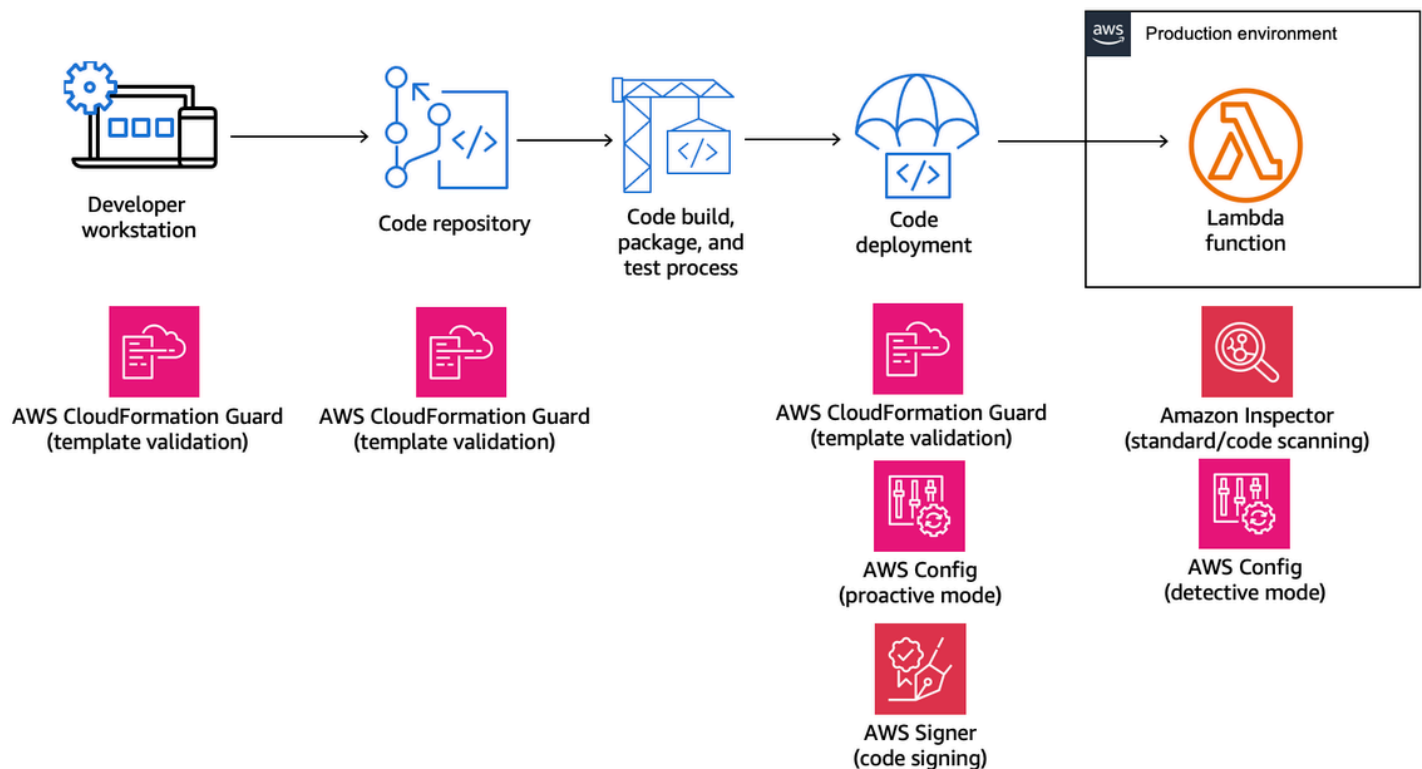 aws
Production environment
Developer
workstation
Code repository
</>
Code build,
package, and
test process
</>
Code
deployment
</>
Lambda
function
AWS CloudFormation Guard
(template validation)
AWS CloudFormation Guard
(template validation)
AWS CloudFormation Guard
(template validation)
Amazon Inspector
(standard/code scanning)
AWS Config
(proactive mode)
AWS Config
(detective mode)
AWS Signer
(code signing)